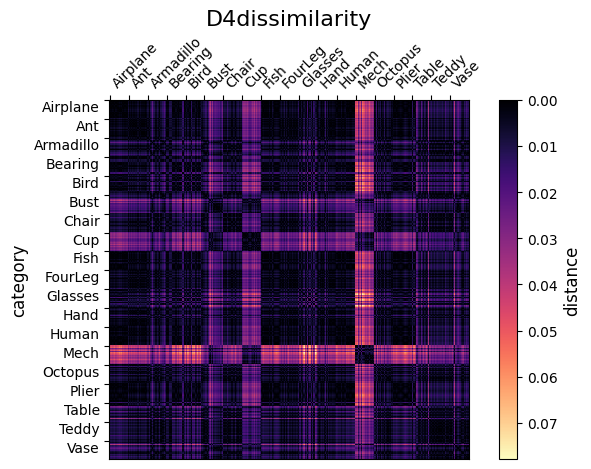 D4dissimilarity
Airplane
Ant
Armadillo
Bearing
Bird
Bust
Chair
Cup
Fish
FourLeg
Glasses
Hand
Human
Mech
Octopus
Plier
Table
Teddy
Vase
Airplane
Ant
Armadillo
Bearing
Bird
Bust
Chair
Cup
Fish
FourLeg
Glasses
Hand
Human
Mech
Octopus
Plier
Table
Teddy
Vase
category
0.00
0.01
0.02
0.03
0.04
0.05
0.06
0.07
distance